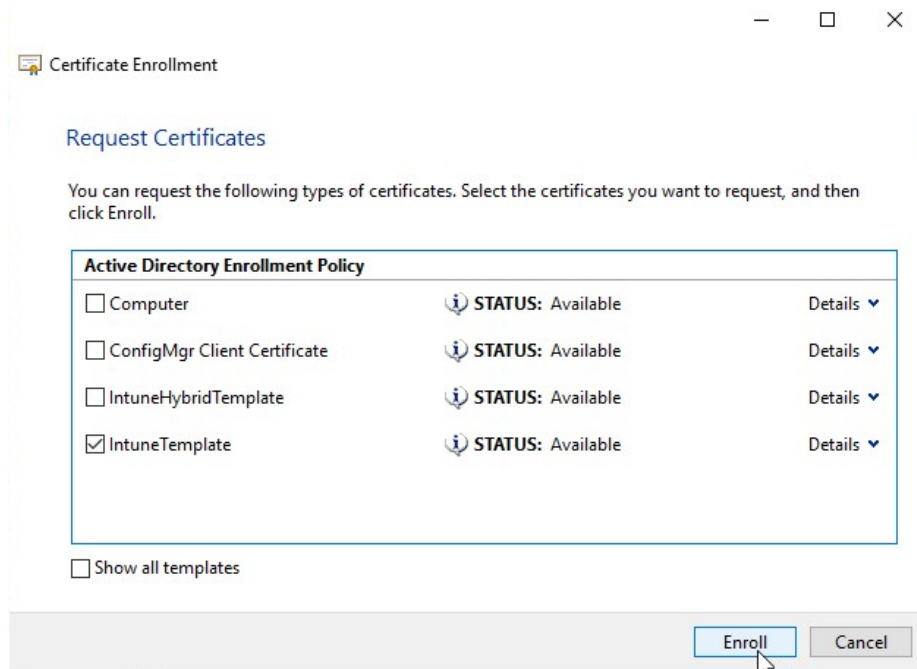 Certificate Enrollment
Request Certificates
You can request the following types of certificates. Select the certificates you want to request, and then
click Enroll.
Active Directory Enrollment Policy
Computer STATUS: Available Details
ConfigMgr Client Certificate STATUS: Available Details
IntuneHybridTemplate STATUS: Available Details
IntuneTemplate STATUS: Available Details
Show all templates
Enroll Cancel